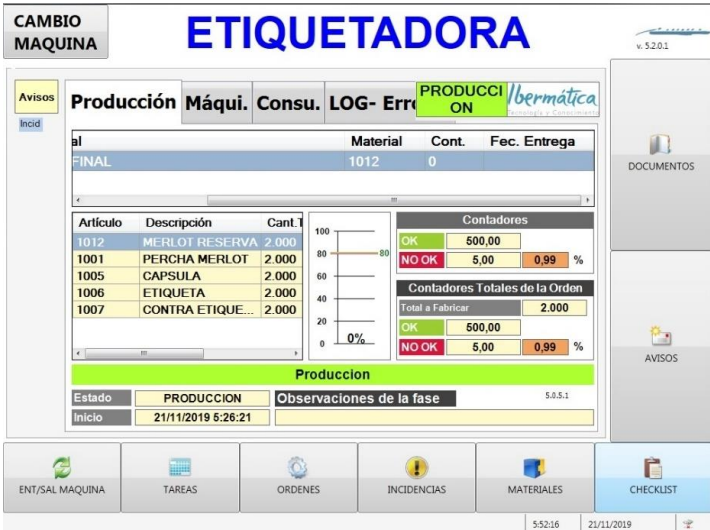 CAMBIO
MAQUINA
ETIQUETADORA
v. 5.2.0.1
Avisos
Incid
Producción Máqui. Consu. LOG- Erro
PRODUCCI
ON
Ibermática
Tecnología y Conocimiento
al Material Cont. Fec. Entrega
FINAL 1012 0
DOCUMENTOS
Artículo Descripción Cant.T
1012 MERLOT RESERVA 2.000
1001 PERCHA MERLOT 2.000
1005 CAPSULA 2.000
1006 ETIQUETA 2.000
1007 CONTRA ETIQUE... 2.000
100
80
60
40
20
0
80
0%
Contadores
OK 500,00
NO OK 5,00 0,99 %
Contadores Totales de la Orden
Total a Fabricar 2.000
OK 500,00
NO OK 5,00 0,99 %
AVISOS
Produccion
Estado PRODUCCION Observaciones de la fase 5.0.5.1
Inicio 21/11/2019 5:26:21
ENT/SAL MAQUINA TAREAS ORDENES INCIDENCIAS MATERIALES CHECKLIST
5:52:16 21/11/2019